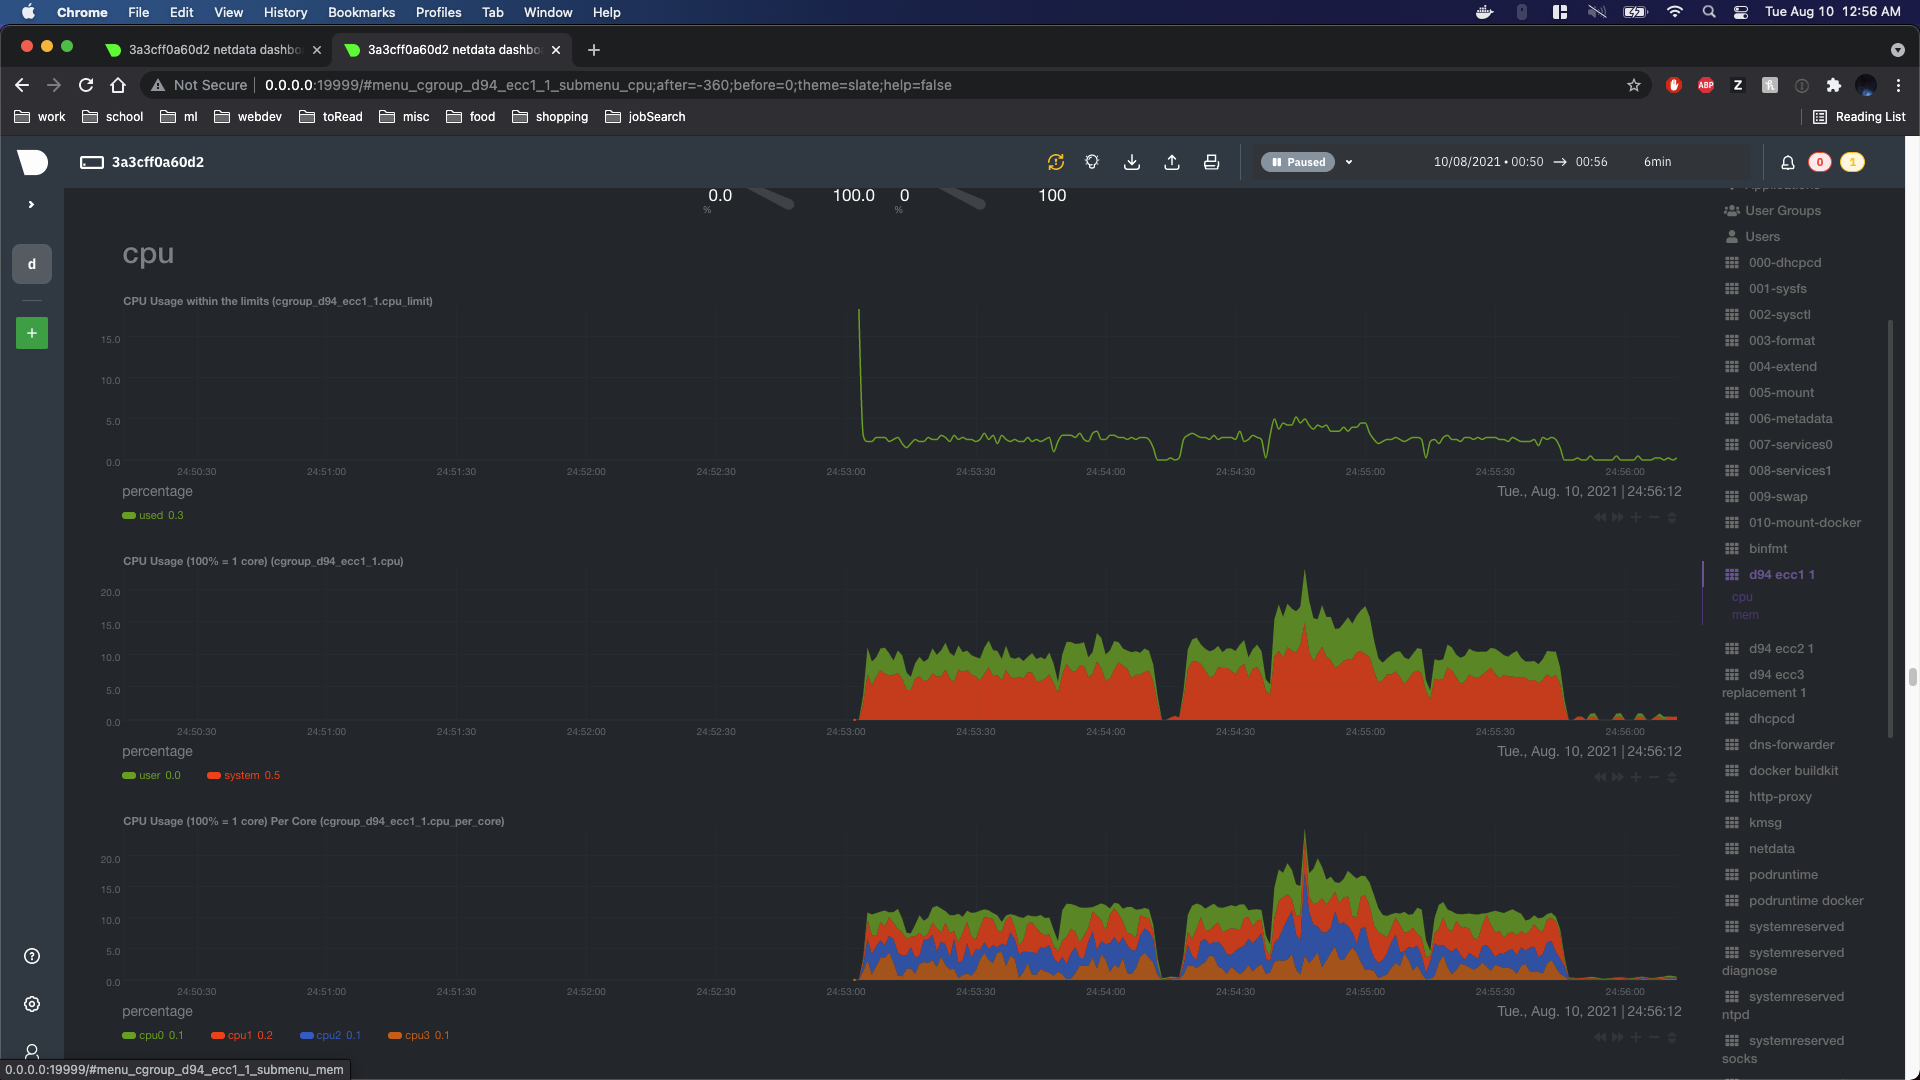 Chrome File Edit View History Bookmarks Profiles Tab Window Help Tue Aug 10 12:56 AM
3a3cff0a60d2 netdata dashbo 3a3cff0a60d2 netdata dashbo
Not Secure 0.0.0.0:19999/#menu_cgroup_d94_ecc1_1_submenu_cpu;after=-360;before=0;theme=slate;help=false
ABP Z
work school ml webdev toRead misc food shopping jobSearch Reading List
3a3cff0a60d2 Paused 10/08/2021 • 00:50 → 00:56 6min 0 1
0.0 100.0 0 100
% %
d
+
cpu
CPU Usage within the limits (cgroup_d94_ecc1_1.cpu_limit)
15.0
10.0
5.0
0.0
24:50:30 24:51:00 24:51:30 24:52:00 24:52:30 24:53:00 24:53:30 24:54:00 24:54:30 24:55:00 24:55:30 24:56:00
percentage Tue., Aug. 10, 2021 | 24:56:12
used 0.3
CPU Usage (100% = 1 core) (cgroup_d94_ecc1_1.cpu)
20.0
15.0
10.0
5.0
0.0
24:50:30 24:51:00 24:51:30 24:52:00 24:52:30 24:53:00 24:53:30 24:54:00 24:54:30 24:55:00 24:55:30 24:56:00
percentage Tue., Aug. 10, 2021 | 24:56:12
user 0.0 system 0.5
CPU Usage (100% = 1 core) Per Core (cgroup_d94_ecc1_1.cpu_per_core)
20.0
15.0
10.0
5.0
0.0
24:50:30 24:51:00 24:51:30 24:52:00 24:52:30 24:53:00 24:53:30 24:54:00 24:54:30 24:55:00 24:55:30 24:56:00
percentage Tue., Aug. 10, 2021 | 24:56:12
cpu0 0.1 cpu1 0.2 cpu2 0.1 cpu3 0.1
Applications
User Groups
Users
000-dhcpcd
001-sysfs
002-sysctl
003-format
004-extend
005-mount
006-metadata
007-services0
008-services1
009-swap
010-mount-docker
binfmt
d94 ecc1 1
cpu
mem
d94 ecc2 1
d94 ecc3
replacement 1
dhcpcd
dns-forwarder
docker buildkit
http-proxy
kmsg
netdata
podruntime
podruntime docker
systemreserved
systemreserved
diagnose
systemreserved
ntpd
systemreserved
socks
0.0.0.0:19999/#menu_cgroup_d94_ecc1_1_submenu_mem